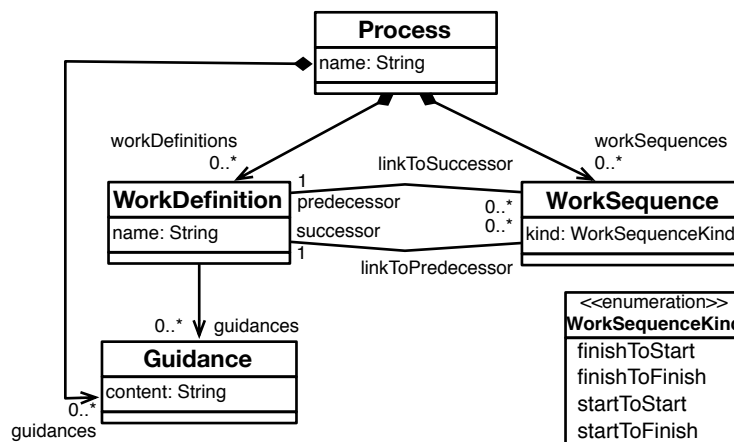 Process
name: String
workDefinitions
0..*
workSequences
0..*
linkToSuccessor
WorkDefinition
name: String
1
predecessor
successor
1
0..*
0..*
linkToPredecessor
WorkSequence
kind: WorkSequenceKind
0..*
guidances
Guidance
content: String
0..*
guidances
<<enumeration>>
WorkSequenceKind
finishToStart
finishToFinish
startToStart
startToFinish